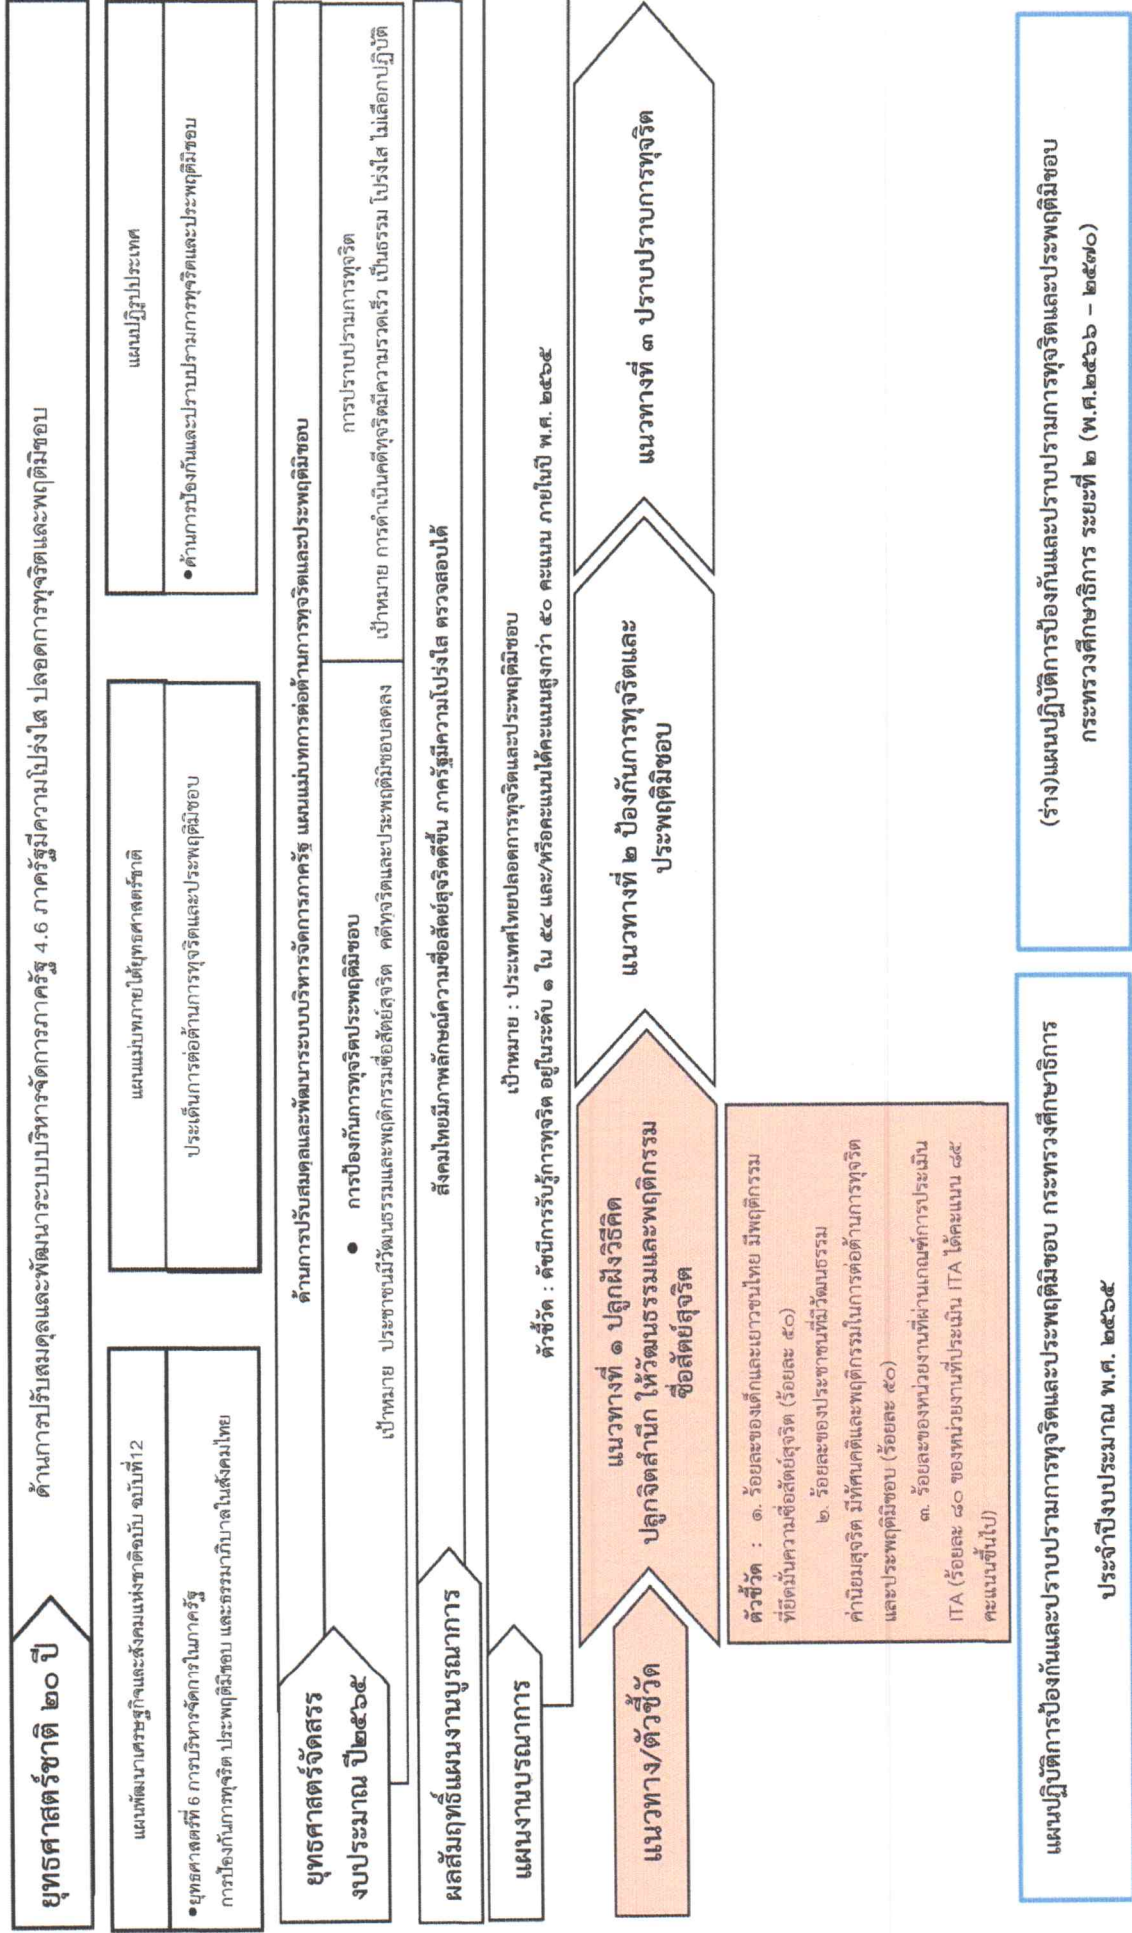 ยุทธศาสตร์ชาติ ๒๐ ปี
ด้านการปรับสมดุลและพัฒนาระบบบริหารจัดการภาครัฐ 4.6 ภาครัฐมีความโปร่งใส ปลอดการทุจริตและพฤติมิชอบ
แผนพัฒนาเศรษฐกิจและสังคมแห่งชาติฉบับ ฉบับที่12
●ยุทธศาสตร์ที่ 6 การบริหารจัดการในภาครัฐ
การป้องกันการทุจริต ประพฤติมิชอบ และธรรมาภิบาลในสังคมไทย
แผนแม่บทภายใต้ยุทธศาสตร์ชาติ
ประเด็นการต่อต้านการทุจริตและประพฤติมิชอบ
แผนปฏิรูปประเทศ
●ด้านการป้องกันและปราบปรามการทุจริตและประพฤติมิชอบ
ยุทธศาสตร์จัดสรร
งบประมาณ ปี๒๕๖๕
ด้านการปรับสมดุลและพัฒนาระบบบริหารจัดการภาครัฐ แผนแม่บทการต่อต้านการทุจริตและประพฤติมิชอบ
● การป้องกันการทุจริตประพฤติมิชอบ
เป้าหมาย ประชาชนมีวัฒนธรรมและพฤติกรรมซื่อสัตย์สุจริต คดีทุจริตและประพฤติมิชอบลดลง
การปราบปรามการทุจริต
เป้าหมาย การดำเนินคดีทุจริตมีความรวดเร็ว เป็นธรรม โปร่งใส ไม่เลือกปฏิบัติ
ผลสัมฤทธิ์แผนงานบูรณาการ
สังคมไทยมีภาพลักษณ์ความซื่อสัตย์สุจริตดีขึ้น ภาครัฐมีความโปร่งใส ตรวจสอบได้
แผนงานบูรณาการ
เป้าหมาย : ประเทศไทยปลอดการทุจริตและประพฤติมิชอบ
ตัวชี้วัด : ดัชนีการรับรู้การทุจริต อยู่ในระดับ ๑ ใน ๕๔ และ/หรือคะแนนได้คะแนนสูงกว่า ๕๐ คะแนน ภายในปี พ.ศ. ๒๕๖๕
แนวทาง/ตัวชี้วัด
แนวทางที่ ๑ ปลูกฝังวิธีคิด
ปลูกจิตสำนึก ให้วัฒนธรรมและพฤติกรรม
ซื่อสัตย์สุจริต
แนวทางที่ ๒ ป้องกันการทุจริตและ
ประพฤติมิชอบ
แนวทางที่ ๓ ปราบปราบการทุจริต
ตัวชี้วัด : ๑. ร้อยละของเด็กและเยาวชนไทย มีพฤติกรรม
ที่ยึดมั่นความซื่อสัตย์สุจริต (ร้อยละ ๕๐)
๒. ร้อยละของประชาชนที่มีวัฒนธรรม
ค่านิยมสุจริต มีทัศนคติและพฤติกรรมในการต่อต้านการทุจริต
และประพฤติมิชอบ (ร้อยละ ๕๐)
๓. ร้อยละของหน่วยงานที่ผ่านเกณฑ์การประเมิน
ITA (ร้อยละ ๘๐ ของหน่วยงานที่ประเมิน ITA ได้คะแนน ๘๕
คะแนนขึ้นไป)
แผนปฏิบัติการป้องกันและปราบปรามการทุจริตและประพฤติมิชอบ กระทรวงศึกษาธิการ
ประจำปีงบประมาณ พ.ศ. ๒๕๖๕
(ร่าง)แผนปฏิบัติการป้องกันและปราบปรามการทุจริตและประพฤติมิชอบ
กระทรวงศึกษาธิการ ระยะที่ ๒ (พ.ศ.๒๕๖๖ – ๒๕๗๐)